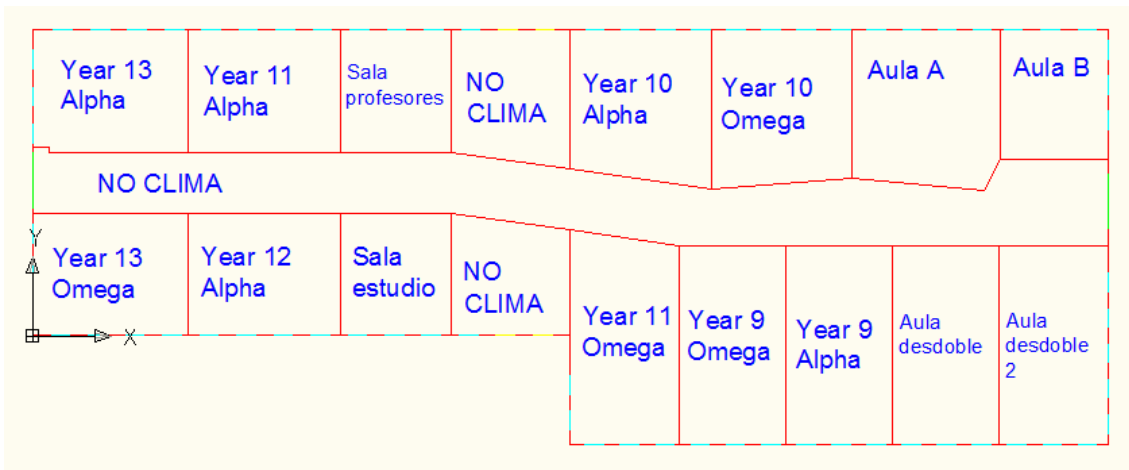 Year 13
Alpha
Year 11
Alpha
Sala
profesores
NO
CLIMA
Year 10
Alpha
Year 10
Omega
Aula A
Aula B
NO CLIMA
Y
X
Year 13
Omega
Year 12
Alpha
Sala
estudio
NO
CLIMA
Year 11
Omega
Year 9
Omega
Year 9
Alpha
Aula
desdoble
Aula
desdoble
2